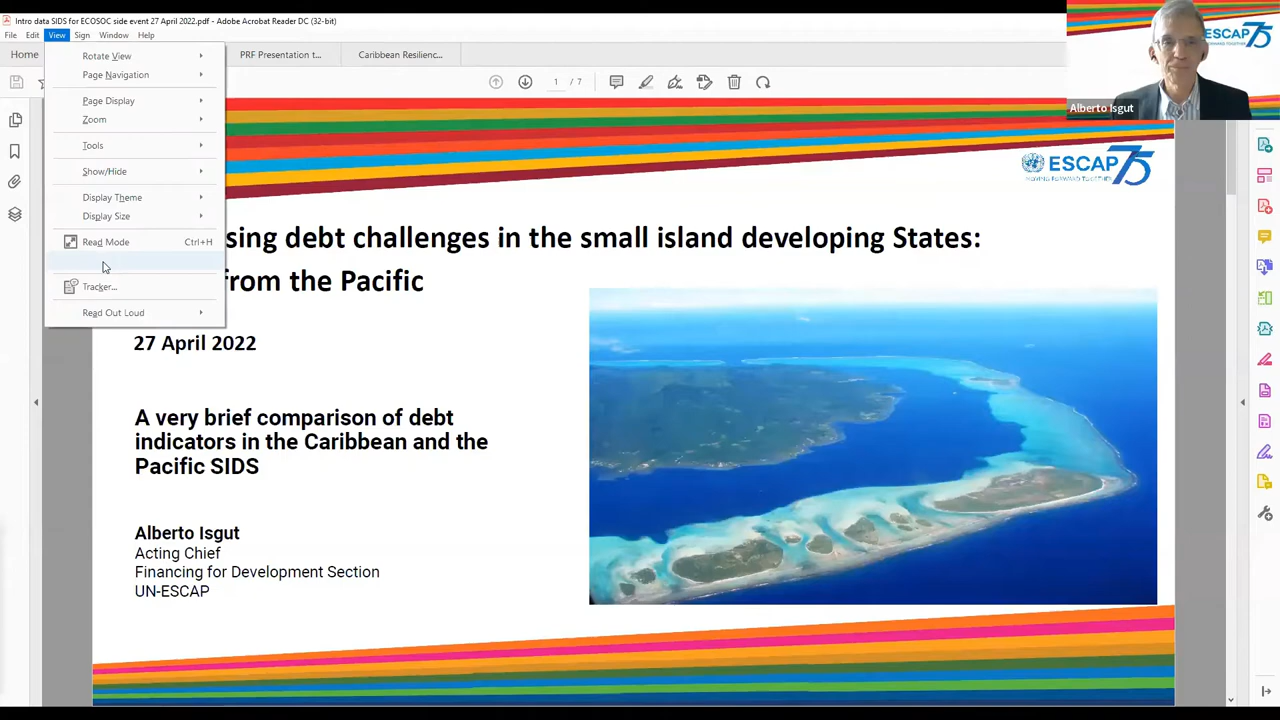 Intro data SIDS for ECOSOC side event 27 April 2022.pdf - Adobe Acrobat Reader DC (32-bit)
File Edit View Sign Window Help
Home PRF Presentation t... Caribbean Resilienc...
1 / 7
Rotate View
Page Navigation
Page Display
Zoom
Tools
Show/Hide
Display Theme
Display Size
Read Mode Ctrl+H
Tracker...
Read Out Loud
ESCAP 75
Alberto Isgut
ESCAP 75
MOVING FORWARD TOGETHER
sing debt challenges in the small island developing States:
from the Pacific
27 April 2022
A very brief comparison of debt
indicators in the Caribbean and the
Pacific SIDS
Alberto Isgut
Acting Chief
Financing for Development Section
UN-ESCAP